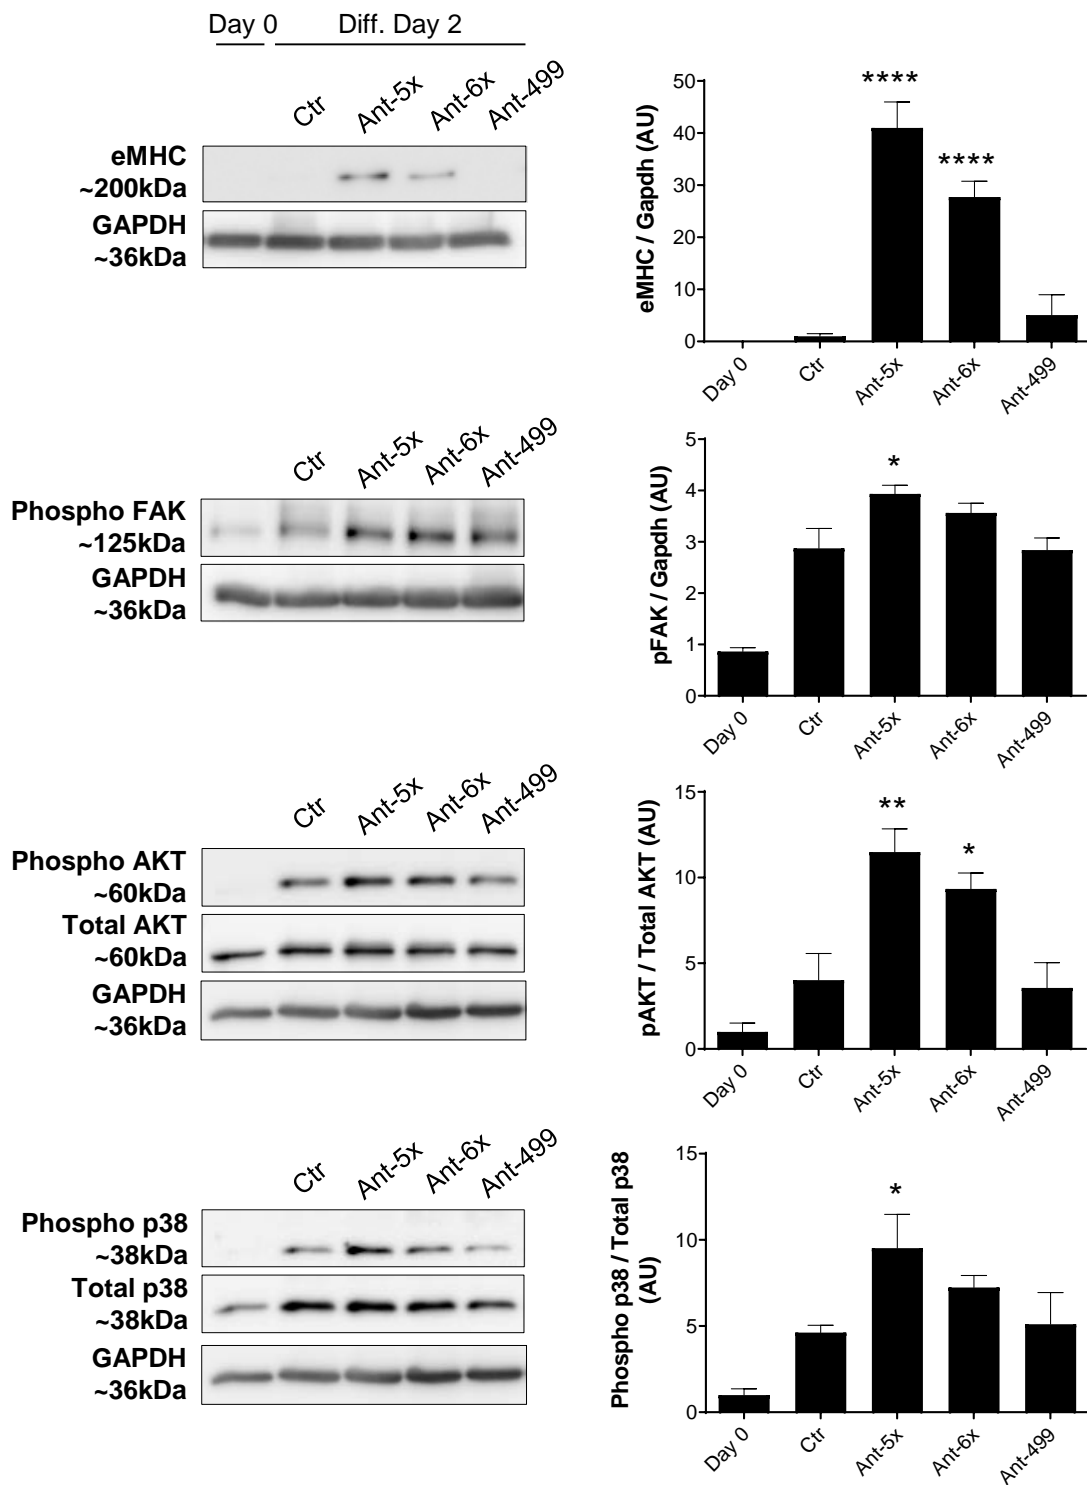 Day 0 Diff. Day 2
Ctr Ant-5x Ant-6x Ant-499
eMHC
~200kDa
GAPDH
~36kDa
50
40
30
20
10
0
eMHC / Gapdh (AU)
****
****
Day 0 Ctr Ant-5x Ant-6x Ant-499
Ctr Ant-5x Ant-6x Ant-499
Phospho FAK
~125kDa
GAPDH
~36kDa
5
4
3
2
1
0
pFAK / Gapdh (AU)
*
Day 0 Ctr Ant-5x Ant-6x Ant-499
Ctr Ant-5x Ant-6x Ant-499
Phospho AKT
~60kDa
Total AKT
~60kDa
GAPDH
~36kDa
15
10
5
0
pAKT / Total AKT (AU)
**
*
Day 0 Ctr Ant-5x Ant-6x Ant-499
Ctr Ant-5x Ant-6x Ant-499
Phospho p38
~38kDa
Total p38
~38kDa
GAPDH
~36kDa
15
10
5
0
Phospho p38 / Total p38
(AU)
*
Day 0 Ctr Ant-5x Ant-6x Ant-499